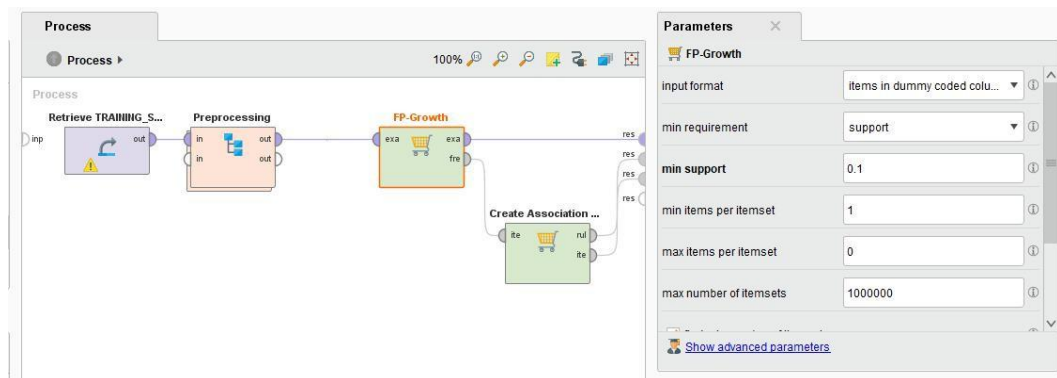 Process
Process
100%
Process
Retrieve TRAINING_S...
Preprocessing
FP-Growth
inp
out
in
out
in
out
exa
exa
fre
res
res
res
res
Create Association ...
ite
rul
ite
Parameters
FP-Growth
input format
items in dummy coded colu...
min requirement
support
min support
0.1
min items per itemset
1
max items per itemset
0
max number of itemsets
1000000
Show advanced parameters